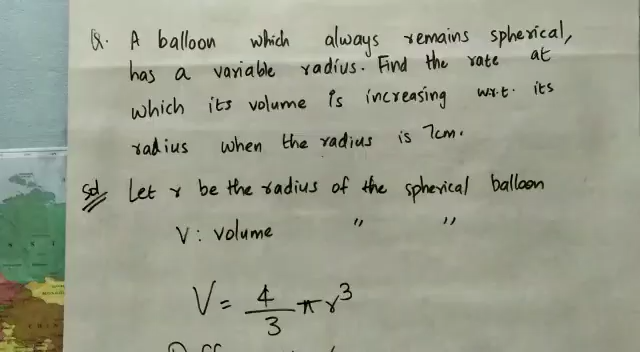 Q. A balloon which always remains spherical,
has a variable radius. Find the rate at
which its volume is increasing w.r.t. its
radius when the radius is 7cm.
Sol Let r be the radius of the spherical balloon
V: volume " "
V = 4/3 πr³